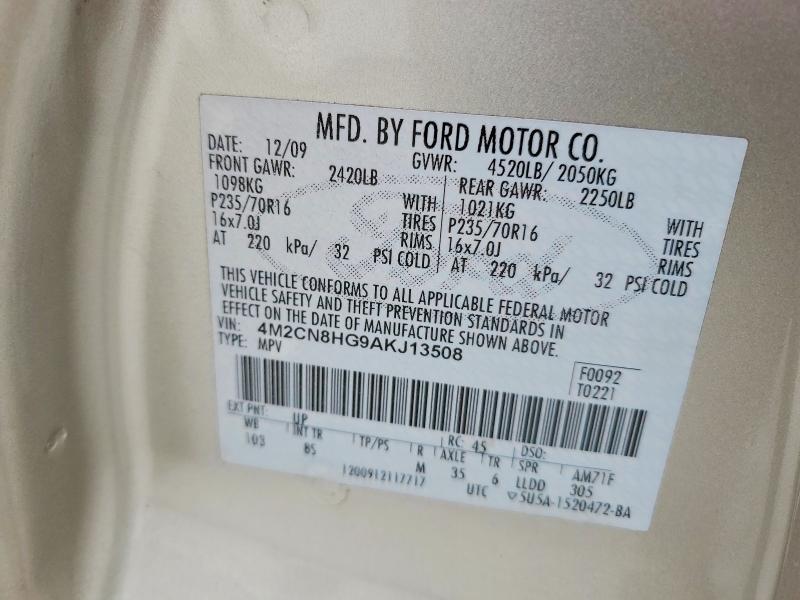 MFD. BY FORD MOTOR CO.
DATE: 12/09 GVWR: 4520LB/ 2050KG
FRONT GAWR: 2420LB REAR GAWR: 2250LB
1098KG WITH 1021KG WITH
P235/70R16 TIRES P235/70R16 TIRES
16x7.0J RIMS 16x7.0J RIMS
AT 220 kPa/ 32 PSI COLD AT 220 kPa/ 32 PSI COLD
THIS VEHICLE CONFORMS TO ALL APPLICABLE FEDERAL MOTOR
VEHICLE SAFETY AND THEFT PREVENTION STANDARDS IN
EFFECT ON THE DATE OF MANUFACTURE SHOWN ABOVE.
VIN: 4M2CN8HG9AKJ13508
TYPE: MPV
F0092
T0221
EXT PNT: UP RC: 45 DSO:
WB INT TR TP/PS R AXLE TR SPR AM71F
103 85 M 35 6 LLDD 305
1200912117717 UTC ▽5U5A-1520472-BA